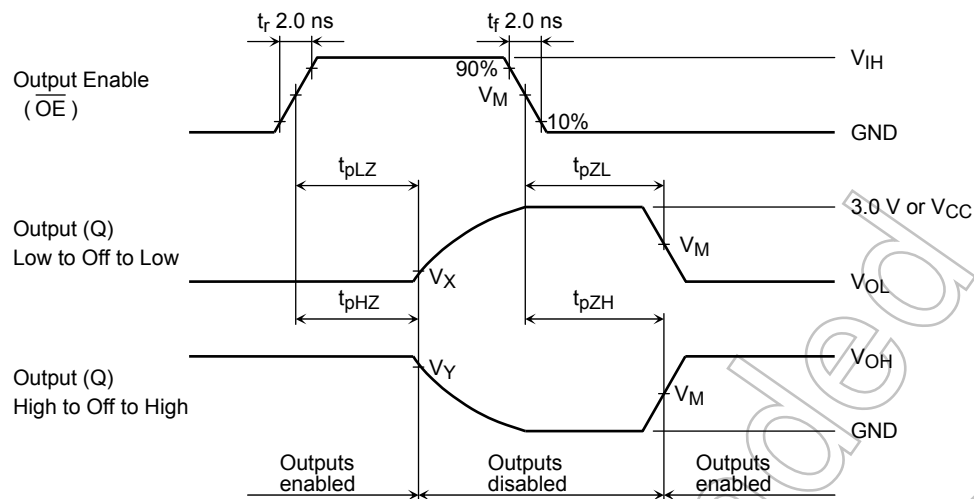 tr 2.0 ns
tf 2.0 ns
Output Enable
( OE )
90%
VM
10%
VIH
GND
tpLZ
tpZL
Output (Q)
Low to Off to Low
VX
VM
3.0 V or VCC
VOL
tpHZ
tpZH
Output (Q)
High to Off to High
VY
VM
VOH
GND
Outputs
enabled
Outputs
disabled
Outputs
enabled
ded